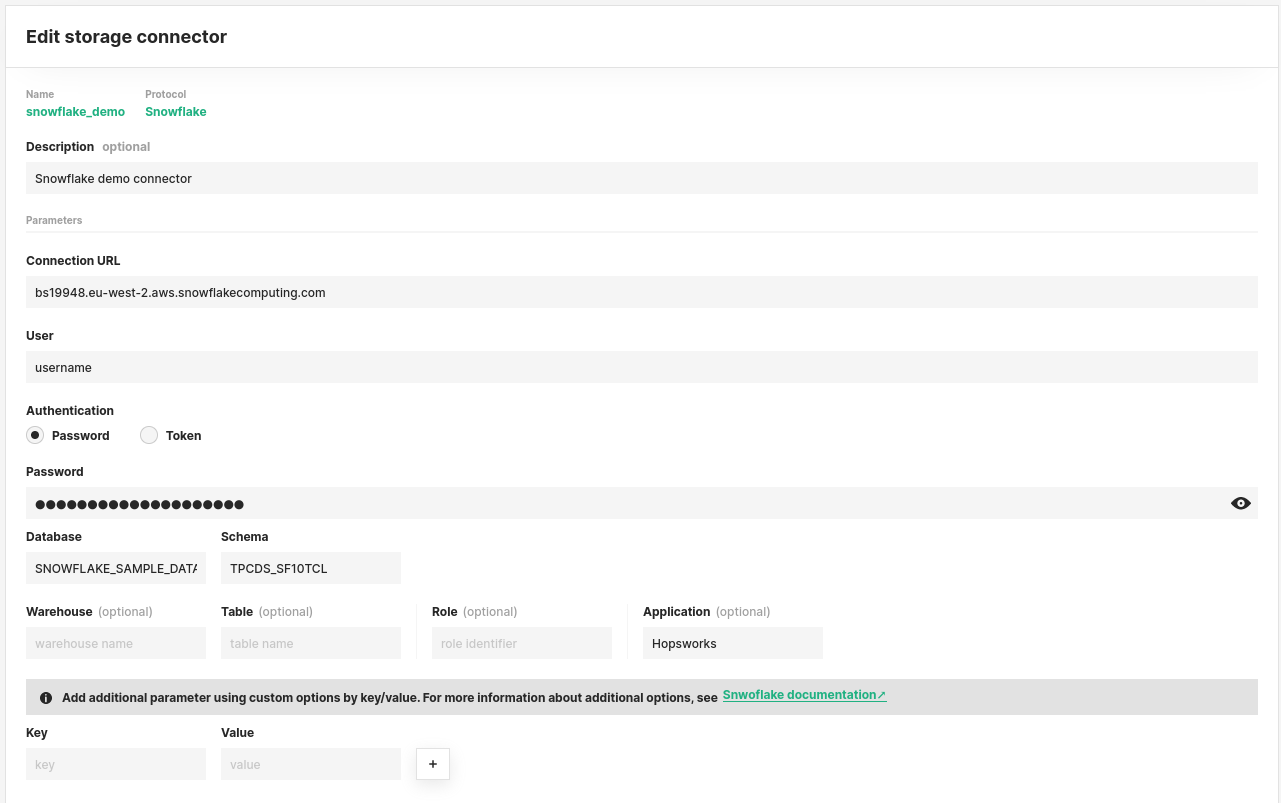 Edit storage connector
Name Protocol
snowflake_demo Snowflake
Description optional
Snowflake demo connector
Parameters
Connection URL
bs19948.eu-west-2.aws.snowflakecomputing.com
User
username
Authentication
Password Token
Password
●●●●●●●●●●●●●●●●●●●●
Database Schema
SNOWFLAKE_SAMPLE_DATA TPCDS_SF10TCL
Warehouse (optional) Table (optional) Role (optional) Application (optional)
warehouse name table name role identifier Hopsworks
Add additional parameter using custom options by key/value. For more information about additional options, see Snwoflake documentation↗
Key Value
key value +